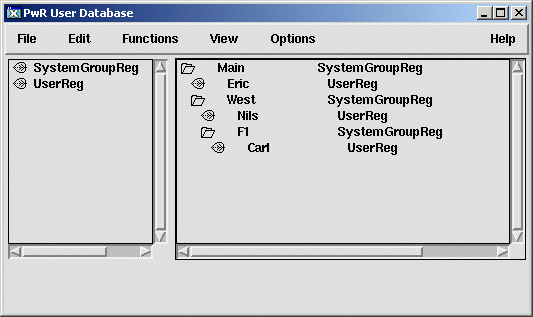 PwR User Database
File Edit Functions View Options Help
SystemGroupReg
UserReg
Main SystemGroupReg
Eric UserReg
West SystemGroupReg
Nils UserReg
F1 SystemGroupReg
Carl UserReg